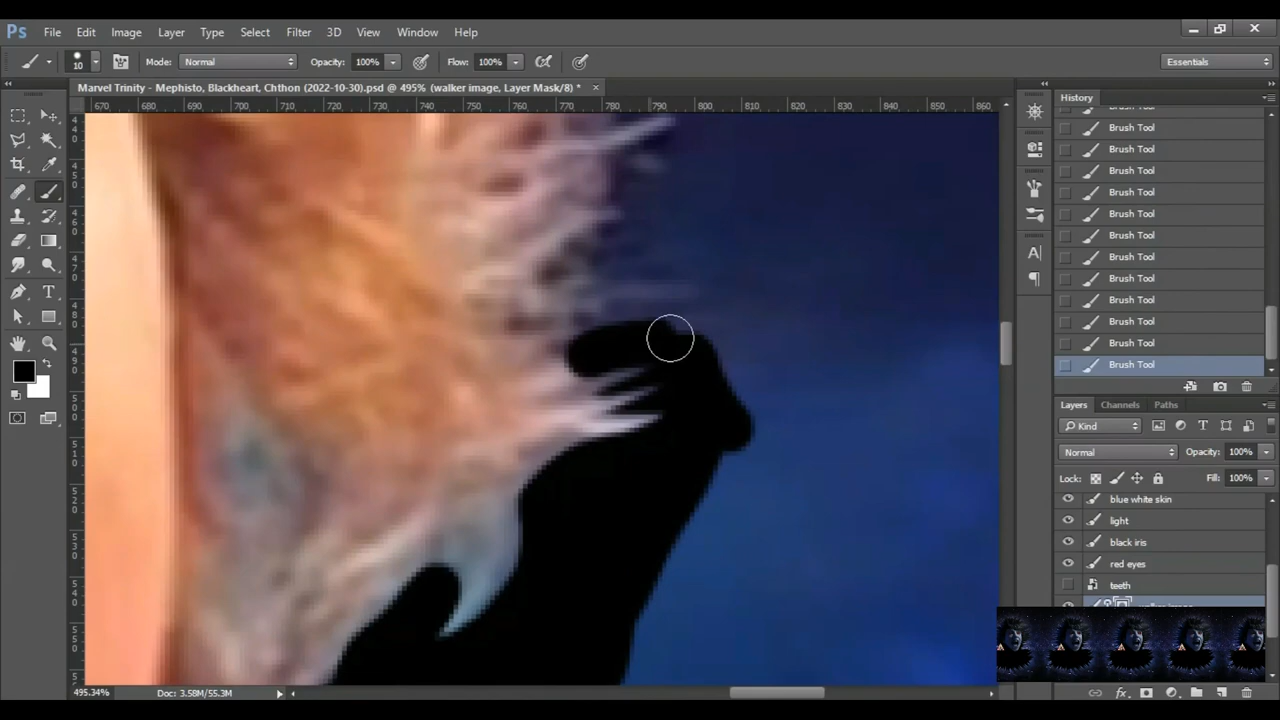 Ps File Edit Image Layer Type Select Filter 3D View Window Help
10 Mode: Normal Opacity: 100% Flow: 100% Essentials
Marvel Trinity - Mephisto, Blackheart, Chthon (2022-10-30).psd @ 495% (walker image, Layer Mask/8) *
670 680 690 700 710 720 730 740 750 760 770 780 790 800 810 820 830 840 850 860
History
Brush Tool
Brush Tool
Brush Tool
Brush Tool
Brush Tool
Brush Tool
Brush Tool
Brush Tool
Brush Tool
Brush Tool
Brush Tool
Brush Tool
Layers Channels Paths
Kind
Normal Opacity: 100%
Lock: Fill: 100%
blue white skin
light
black iris
red eyes
teeth
495.34% Doc: 3.58M/55.3M